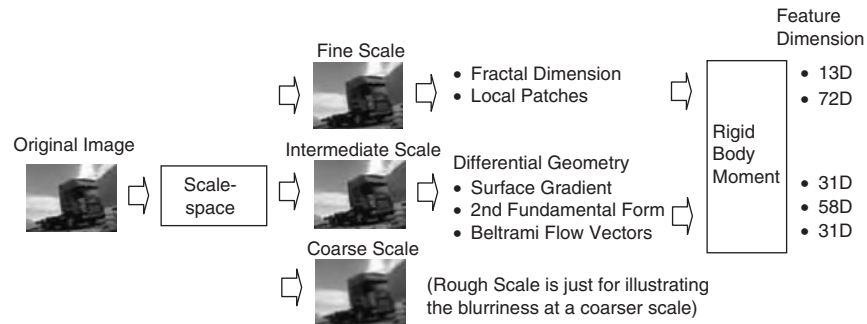 Feature
Dimension
Fine Scale
• Fractal Dimension
• Local Patches
• 13D
• 72D
Original Image
Scale-
space
Intermediate Scale
Differential Geometry
• Surface Gradient
• 2nd Fundamental Form
• Beltrami Flow Vectors
Rigid
Body
Moment
• 31D
• 58D
• 31D
Coarse Scale
(Rough Scale is just for illustrating
the blurriness at a coarser scale)